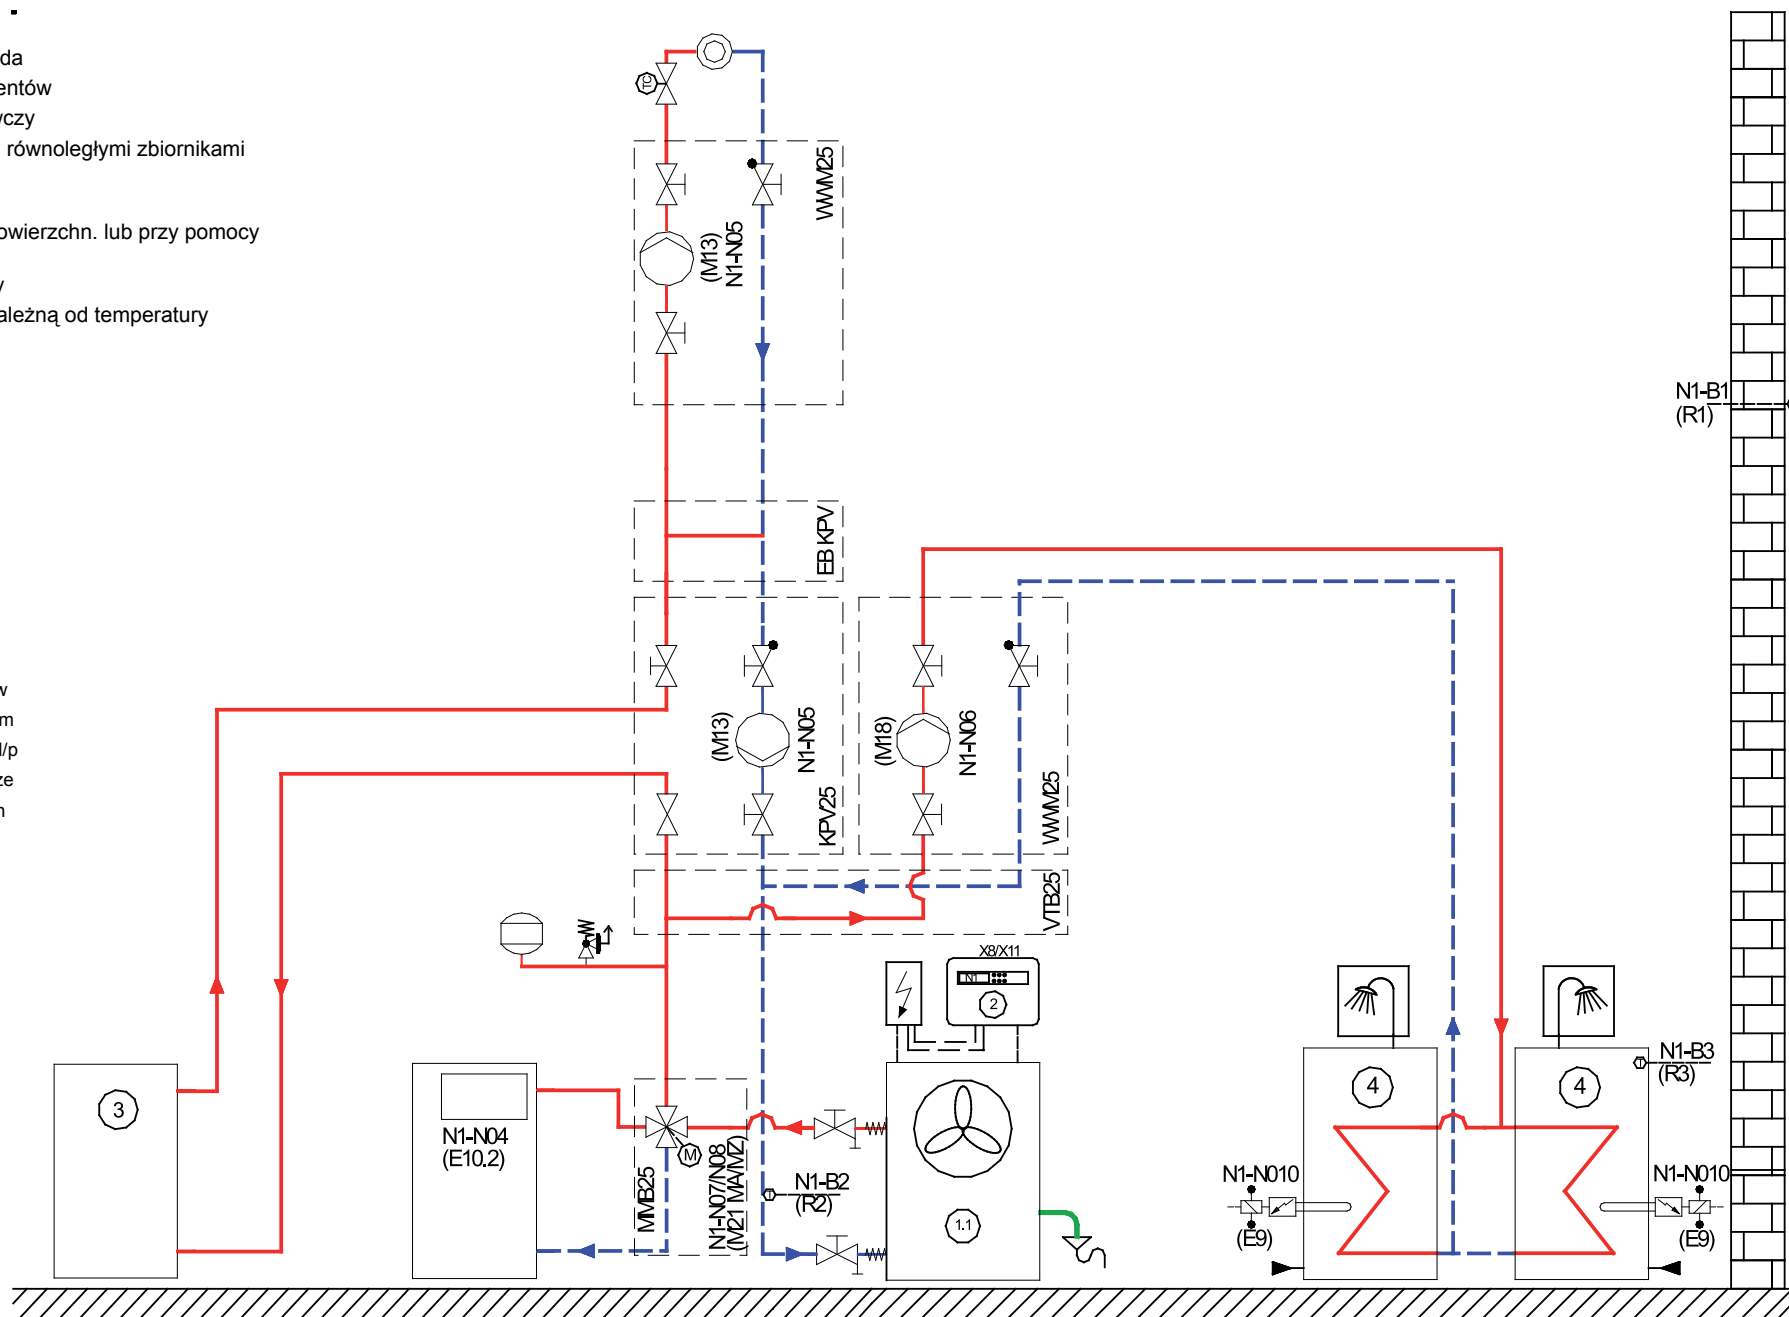 da
entów
wczy
równoległymi zbiornikami
owierzchn. lub przy pomocy
y
ależną od temperatury
w
m
l/p
ze
h
TC
WWM25
(M13)
N1-N05
N1-B1
(R1)
EB KPV
(M13)
N1-N05
KPV25
(M18)
N1-N06
WWM25
VTB25
X8/X11
N1
2
3
N1-N04
(E10.2)
MMB25
M
N1-N07/N08
(M21 MA/MZ)
N1-B2
(R2)
1.1
4
4
N1-B3
(R3)
N1-N010
(E9)
N1-N010
(E9)